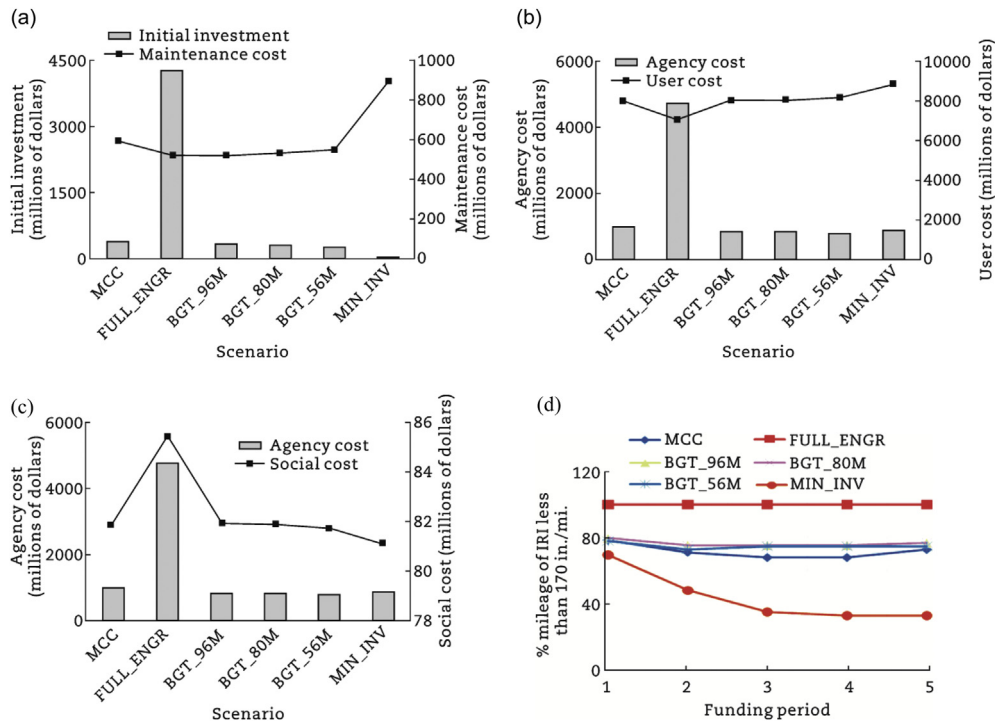 (a)
Initial investment
Maintenance cost
4500
3000
1500
0
1000
800
600
400
200
0
Initial investment
(millions of dollars)
Maintenance cost
(millions of dollars)
MCC
FULL_ENGR
BGT_96M
BGT_80M
BGT_56M
MIN_INV
Scenario
(b)
Agency cost
User cost
6000
4000
2000
0
10000
8000
6000
4000
2000
0
Agency cost
(millions of dollars)
User cost (millions of dollars)
MCC
FULL_ENGR
BGT_96M
BGT_80M
BGT_56M
MIN_INV
Scenario
(c)
Agency cost
Social cost
6000
4000
2000
0
86
84
82
80
78
Agency cost
(millions of dollars)
Social cost (millions of dollars)
MCC
FULL_ENGR
BGT_96M
BGT_80M
BGT_56M
MIN_INV
Scenario
(d)
MCC
FULL_ENGR
BGT_96M
BGT_80M
BGT_56M
MIN_INV
120
80
40
0
% mileage of IRI less
than 170 in./mi.
1 2 3 4 5
Funding period